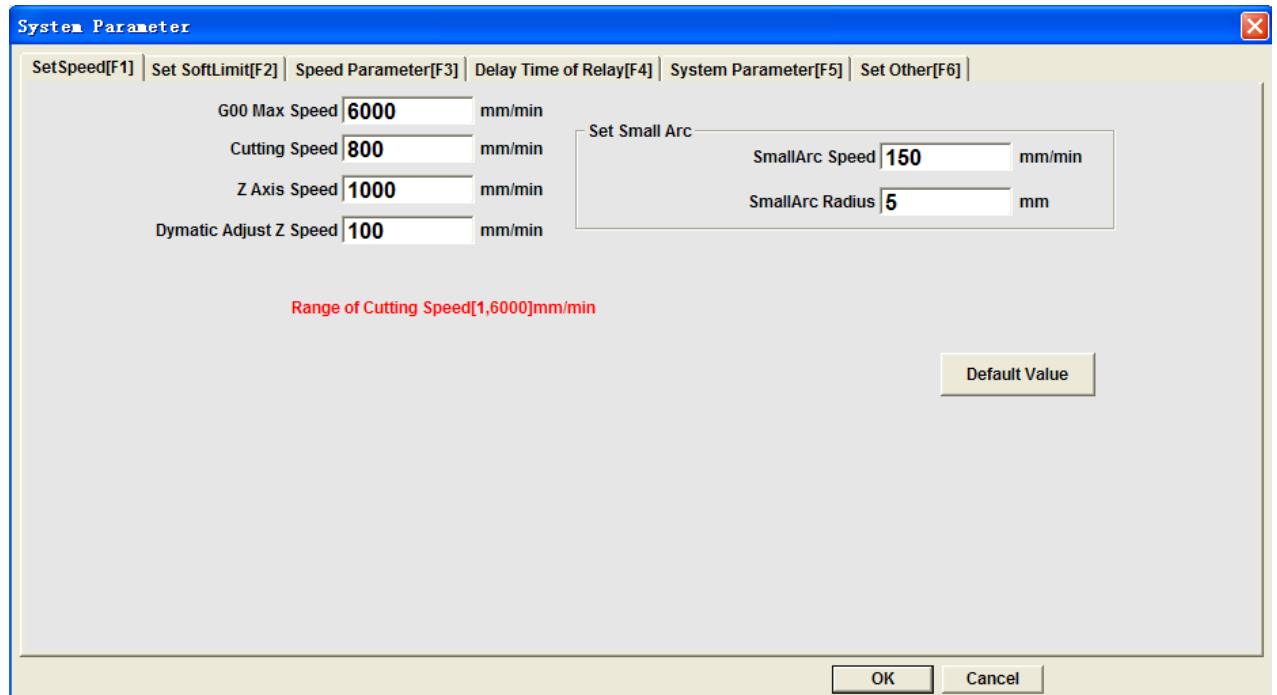 System Parameter
SetSpeed[F1] Set SoftLimit[F2] Speed Parameter[F3] Delay Time of Relay[F4] System Parameter[F5] Set Other[F6]
G00 Max Speed 6000 mm/min
Cutting Speed 800 mm/min
Z Axis Speed 1000 mm/min
Dymatic Adjust Z Speed 100 mm/min
Set Small Arc
SmallArc Speed 150 mm/min
SmallArc Radius 5 mm
Range of Cutting Speed[1,6000]mm/min
Default Value
OK Cancel